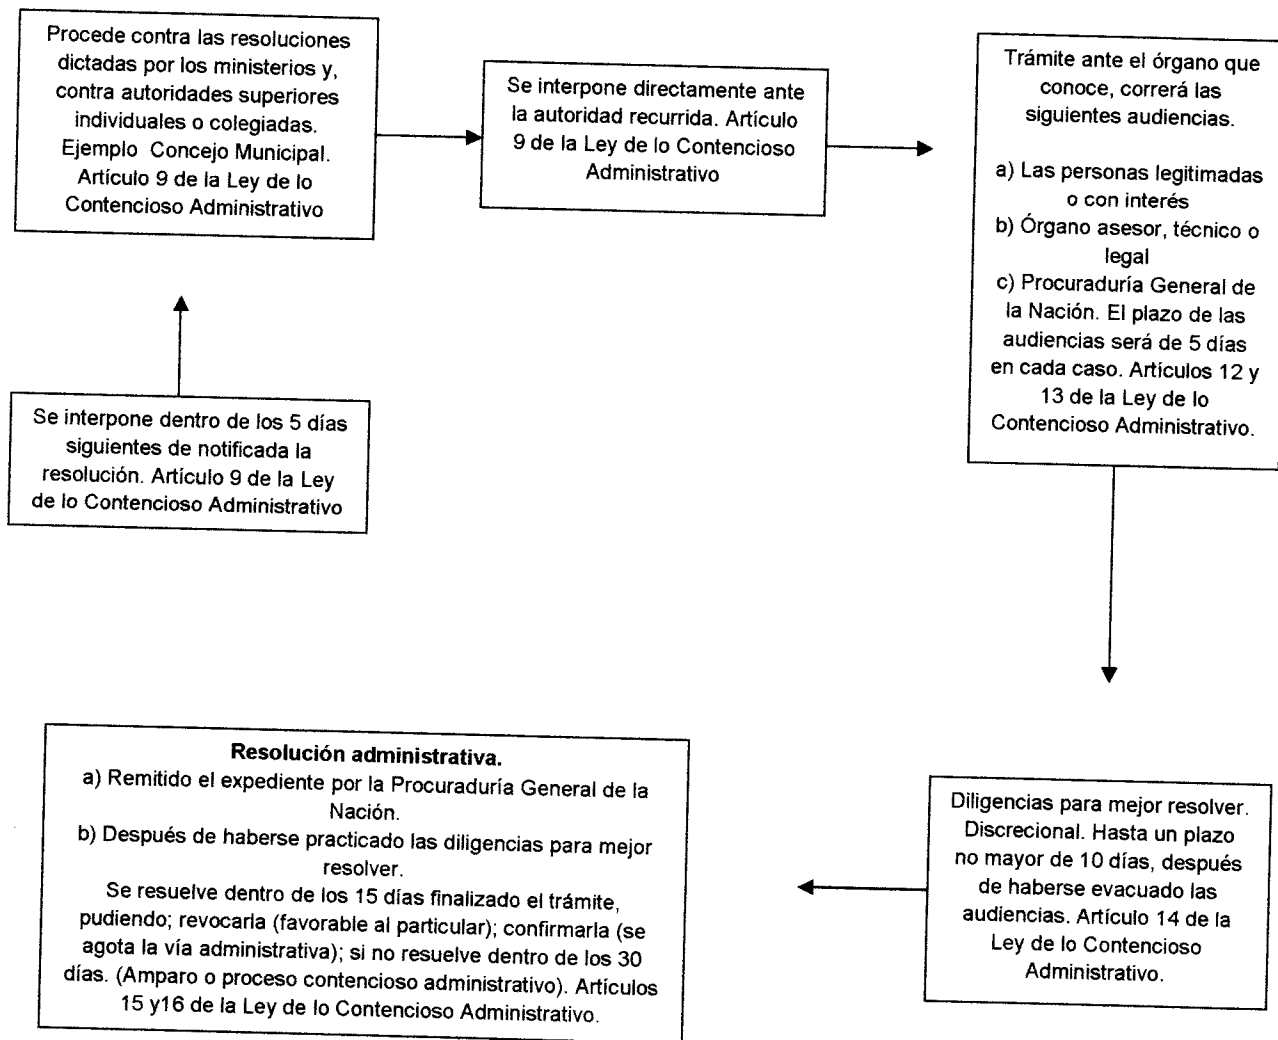 Procede contra las resoluciones
dictadas por los ministerios y,
contra autoridades superiores
individuales o colegiadas.
Ejemplo Concejo Municipal.
Artículo 9 de la Ley de lo
Contencioso Administrativo
Se interpone directamente ante
la autoridad recurrida. Artículo
9 de la Ley de lo Contencioso
Administrativo
Trámite ante el órgano que
conoce, correrá las
siguientes audiencias.
a) Las personas legitimadas
o con interés
b) Órgano asesor, técnico o
legal
c) Procuraduría General de
la Nación. El plazo de las
audiencias será de 5 días
en cada caso. Artículos 12 y
13 de la Ley de lo
Contencioso Administrativo.
Se interpone dentro de los 5 días
siguientes de notificada la
resolución. Artículo 9 de la Ley
de lo Contencioso Administrativo
Resolución administrativa.
a) Remitido el expediente por la Procuraduría General de la
Nación.
b) Después de haberse practicado las diligencias para mejor
resolver.
Se resuelve dentro de los 15 días finalizado el trámite,
pudiendo; revocarla (favorable al particular); confirmarla (se
agota la vía administrativa); si no resuelve dentro de los 30
días. (Amparo o proceso contencioso administrativo). Artículos
15 y16 de la Ley de lo Contencioso Administrativo.
Diligencias para mejor resolver.
Discrecional. Hasta un plazo
no mayor de 10 días, después
de haberse evacuado las
audiencias. Artículo 14 de la
Ley de lo Contencioso
Administrativo.